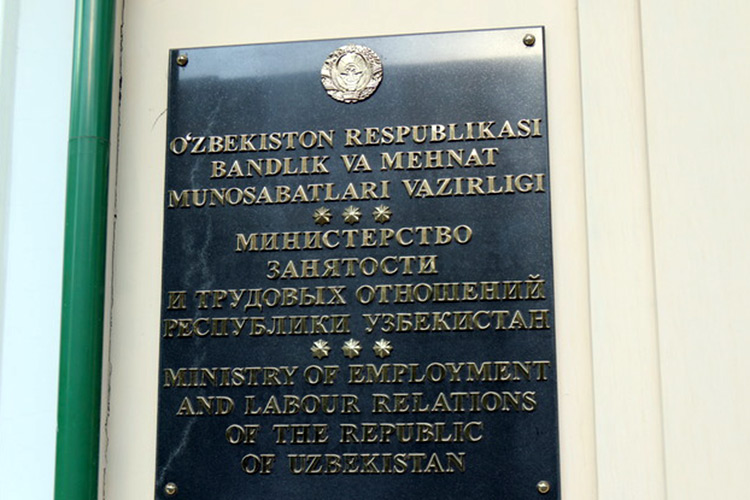 O‘ZBEKISTON RESPUBLIKASI
BANDLIK VA MEHNAT
MUNOSABATLARI VAZIRLIGI
МИНИСТЕРСТВО
ЗАНЯТОСТИ
И ТРУДОВЫХ ОТНОШЕНИЙ
РЕСПУБЛИКИ УЗБЕКИСТАН
MINISTRY OF EMPLOYMENT
AND LABOUR RELATIONS
OF THE REPUBLIC
OF UZBEKISTAN